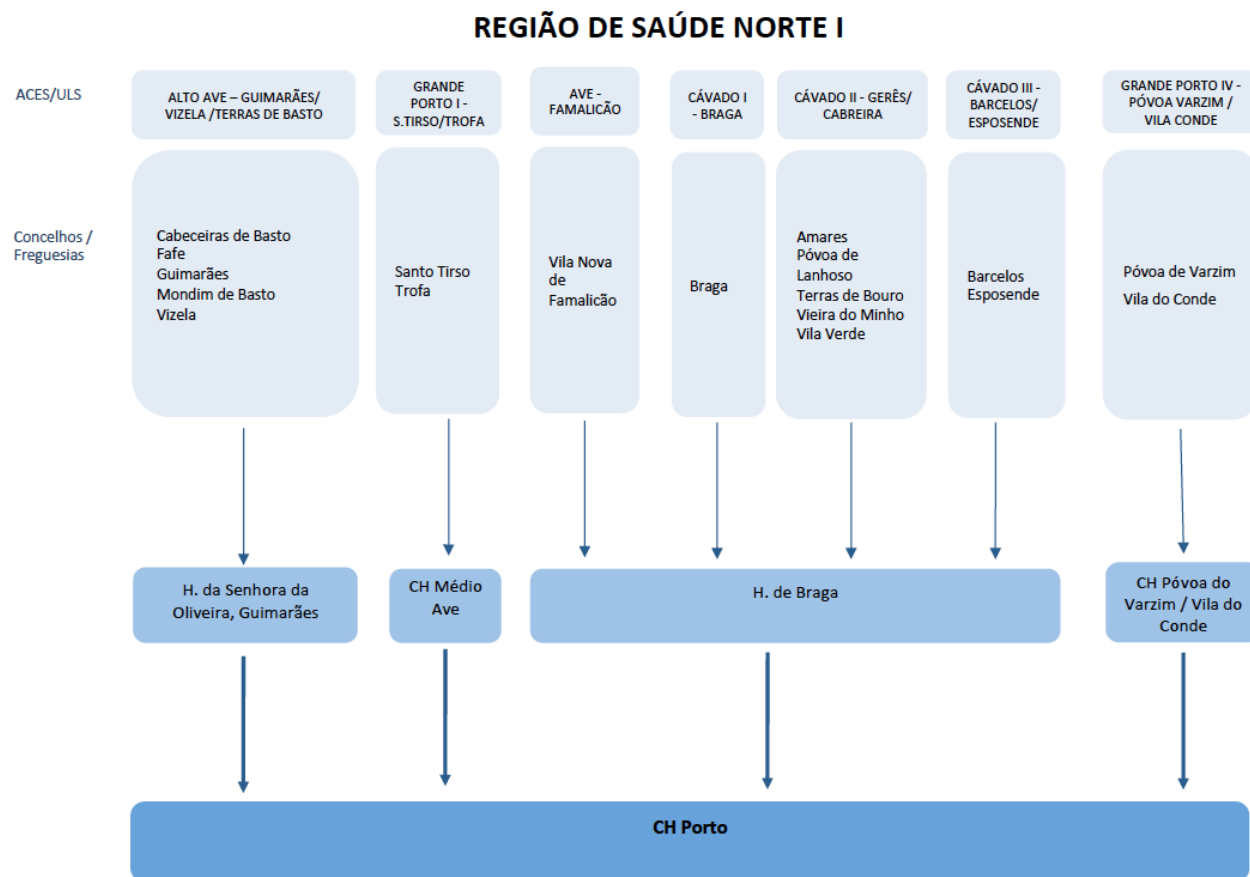 REGIÃO DE SAÚDE NORTE I
ACES/ULS
ALTO AVE – GUIMARÃES/
VIZELA /TERRAS DE BASTO
GRANDE
PORTO I -
S.TIRSO/TROFA
AVE -
FAMALICÃO
CÁVADO I
- BRAGA
CÁVADO II - GERÊS/
CABREIRA
CÁVADO III -
BARCELOS/
ESPOSENDE
GRANDE PORTO IV -
PÓVOA VARZIM /
VILA CONDE
Concelhos /
Freguesias
Cabeceiras de Basto
Fafe
Guimarães
Mondim de Basto
Vizela
Santo Tirso
Trofa
Vila Nova
de
Famalicão
Braga
Amares
Póvoa de
Lanhoso
Terras de Bouro
Vieira do Minho
Vila Verde
Barcelos
Esposende
Póvoa de Varzim
Vila do Conde
H. da Senhora da
Oliveira, Guimarães
CH Médio
Ave
H. de Braga
CH Póvoa do
Varzim / Vila do
Conde
CH Porto